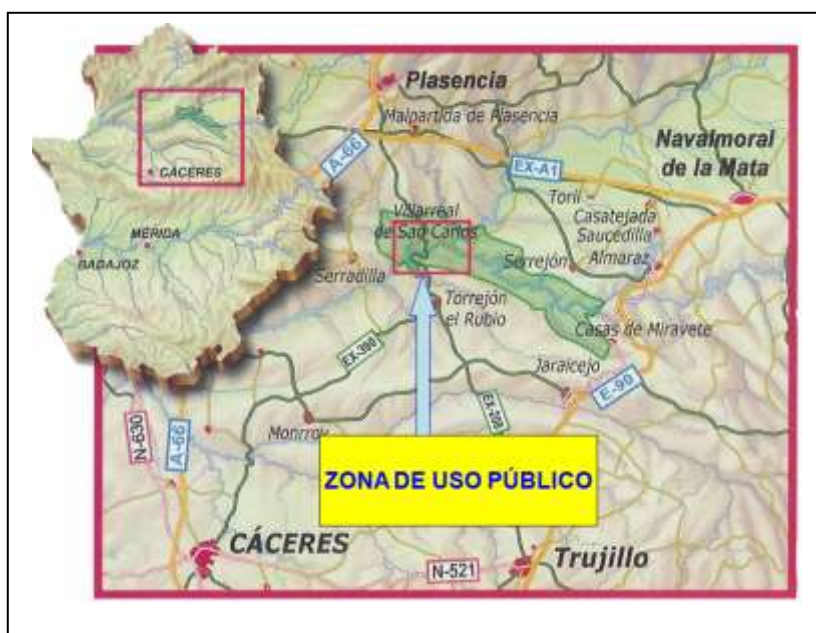 Plasencia
Malpartida de Plasencia
A-66
EX-A1
Navalmoral
de la Mata
CÁCERES
MÉRIDA
BADAJOZ
Toril
Casatejada
Saucedilla
Almaraz
Villarreal
de San Carlos
Serrejón
Serradilla
Torrejón
el Rubio
Casas de Miravete
EX-390
Jaraicejo
E-90
EX-208
N-630
A-66
Monrroy
ZONA DE USO PÚBLICO
CÁCERES
N-521
Trujillo